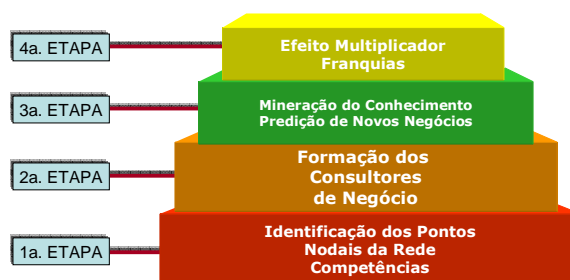 4a. ETAPA
Efeito Multiplicador
Franquias
3a. ETAPA
Mineração do Conhecimento
Predição de Novos Negócios
2a. ETAPA
Formação dos
Consultores
de Negócio
1a. ETAPA
Identificação dos Pontos
Nodais da Rede
Competências